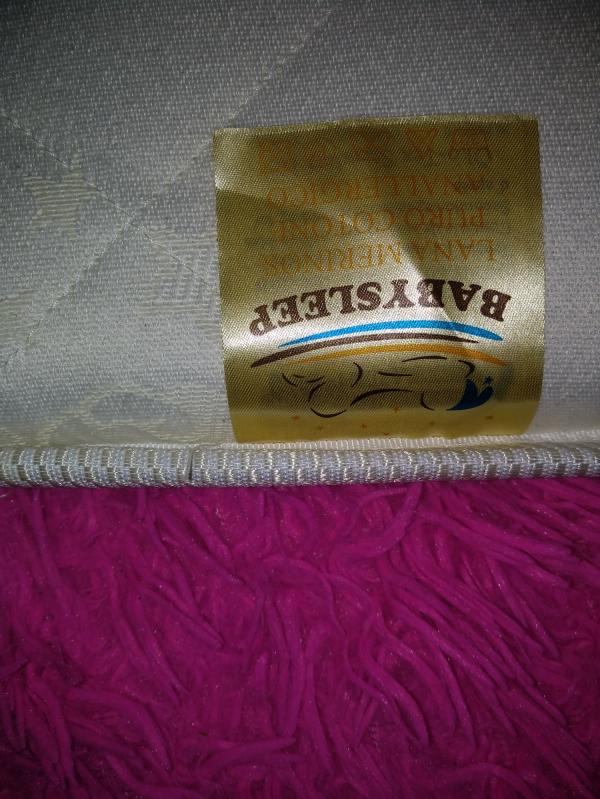 BABYSLEEP
LANA MERINOS
PURO COTONE
ANALLERGICO